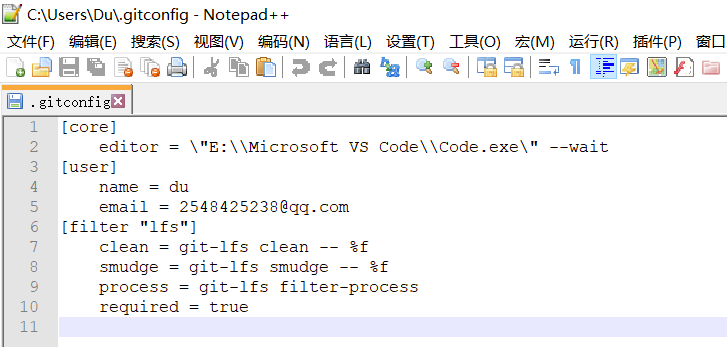 C:\Users\Du\.gitconfig - Notepad++
文件(F) 编辑(E) 搜索(S) 视图(V) 编码(N) 语言(L) 设置(T) 工具(O) 宏(M) 运行(R) 插件(P) 窗口
.gitconfig
1 [core]
2 editor = \"E:\\Microsoft VS Code\\Code.exe\" --wait
3 [user]
4 name = du
5 email = 2548425238@qq.com
6 [filter "lfs"]
7 clean = git-lfs clean -- %f
8 smudge = git-lfs smudge -- %f
9 process = git-lfs filter-process
10 required = true
11